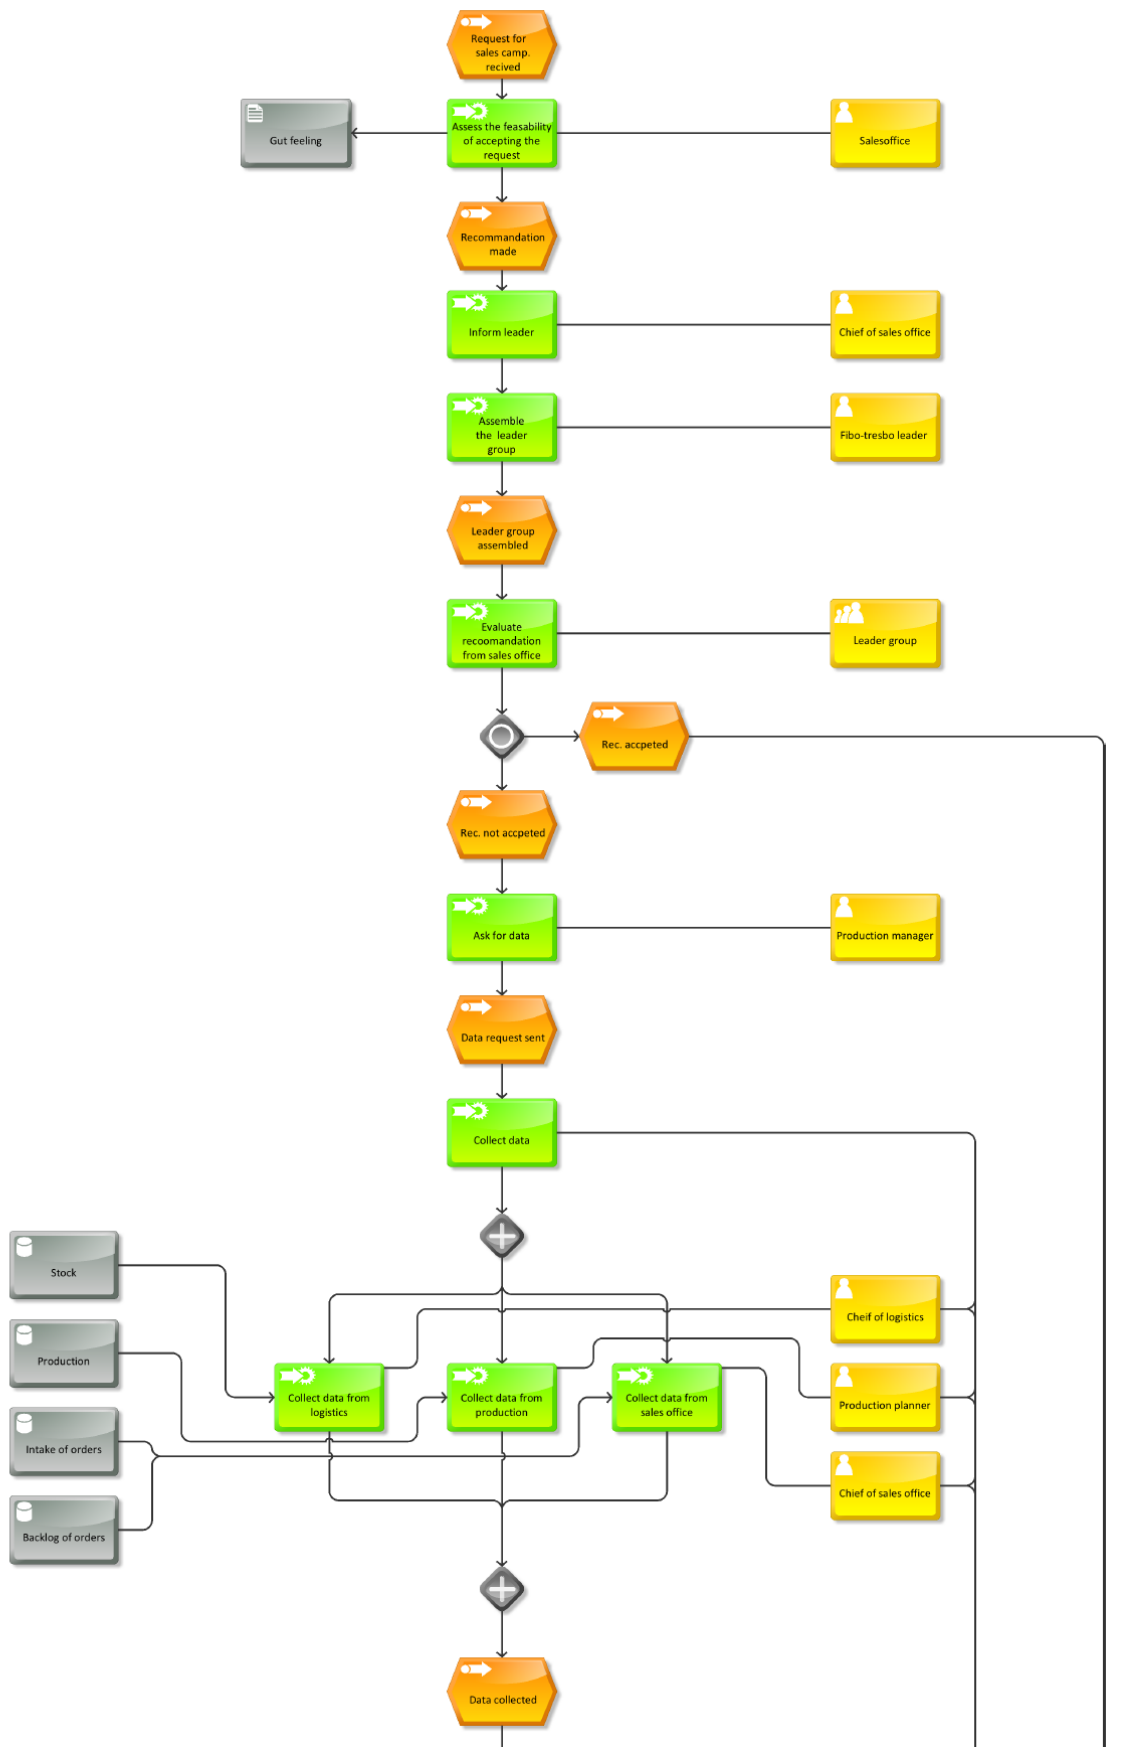 Request for
sales camp.
recived
Gut feeling
Assess the feasability
of accepting the
request
Salesoffice
Recommandation
made
Inform leader
Chief of sales office
Assemble
the leader
group
Fibo-tresbo leader
Leader group
assembled
Evaluate
recoomandation
from sales office
Leader group
Rec. accpeted
Rec. not accpeted
Ask for data
Production manager
Data request sent
Collect data
Stock
Cheif of logistics
Production
Collect data from
logistics
Collect data from
production
Collect data from
sales office
Production planner
Intake of orders
Chief of sales office
Backlog of orders
Data collected